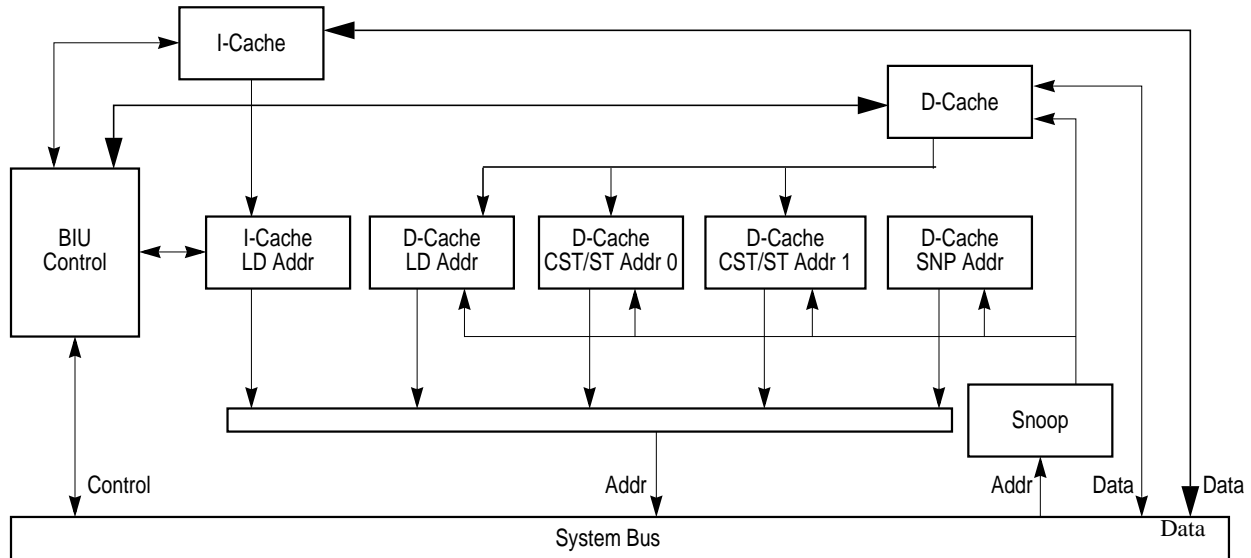 I-Cache
D-Cache
BIU
Control
I-Cache
LD Addr
D-Cache
LD Addr
D-Cache
CST/ST Addr 0
D-Cache
CST/ST Addr 1
D-Cache
SNP Addr
Snoop
Control
Addr
Addr
Data
Data
Data
System Bus